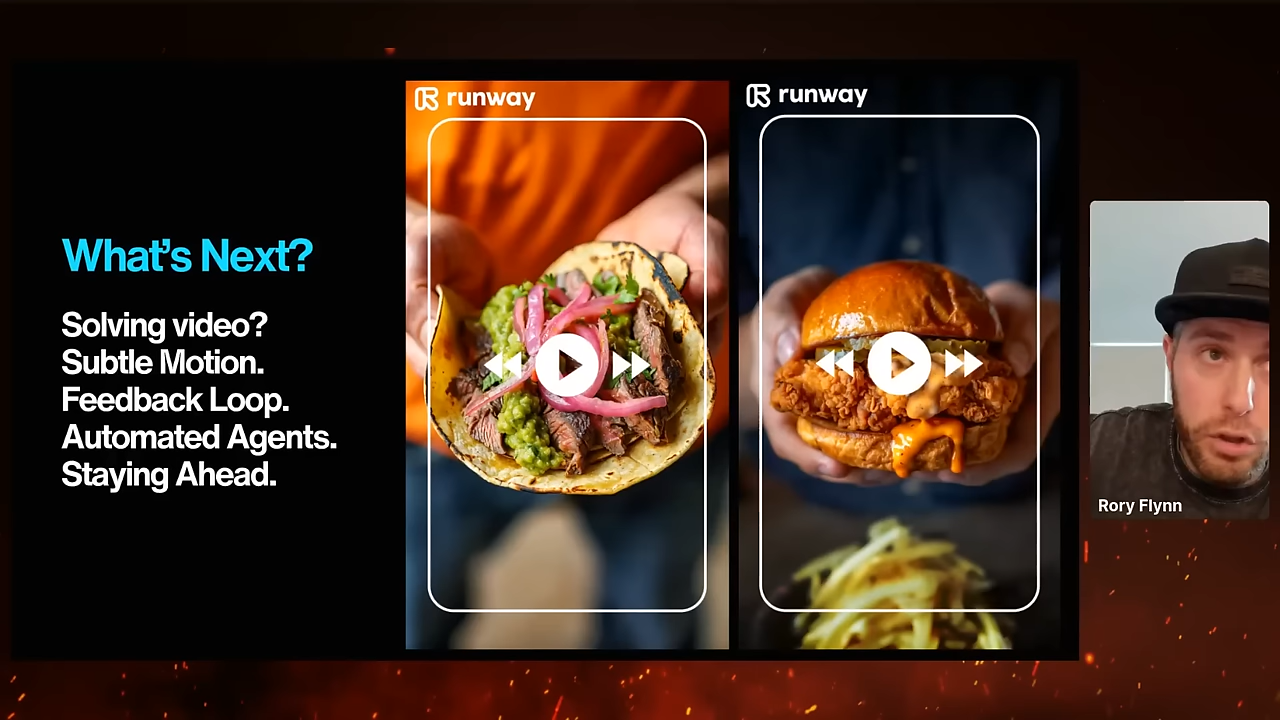 What's Next?
Solving video?
Subtle Motion.
Feedback Loop.
Automated Agents.
Staying Ahead.
runway
runway
Rory Flynn